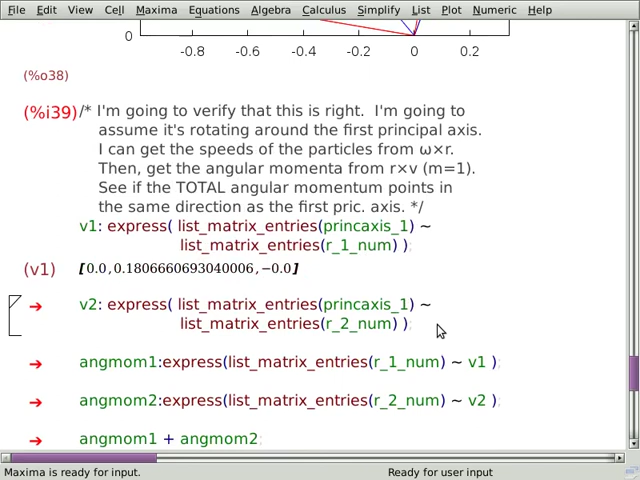 File Edit View Cell Maxima Equations Algebra Calculus Simplify List Plot Numeric Help
0
-0.8 -0.6 -0.4 -0.2 0 0.2
(%o38)
(%i39) /* I'm going to verify that this is right. I'm going to
assume it's rotating around the first principal axis.
I can get the speeds of the particles from ω×r.
Then, get the angular momenta from r×v (m=1).
See if the TOTAL angular momentum points in
the same direction as the first pric. axis. */
v1: express( list_matrix_entries(princaxis_1) ~
list_matrix_entries(r_1_num) );
(v1) [0.0,0.1806660693040006,−0.0]
v2: express( list_matrix_entries(princaxis_1) ~
list_matrix_entries(r_2_num) );
angmom1:express(list_matrix_entries(r_1_num) ~ v1 );
angmom2:express(list_matrix_entries(r_2_num) ~ v2 );
angmom1 + angmom2;
Maxima is ready for input. Ready for user input